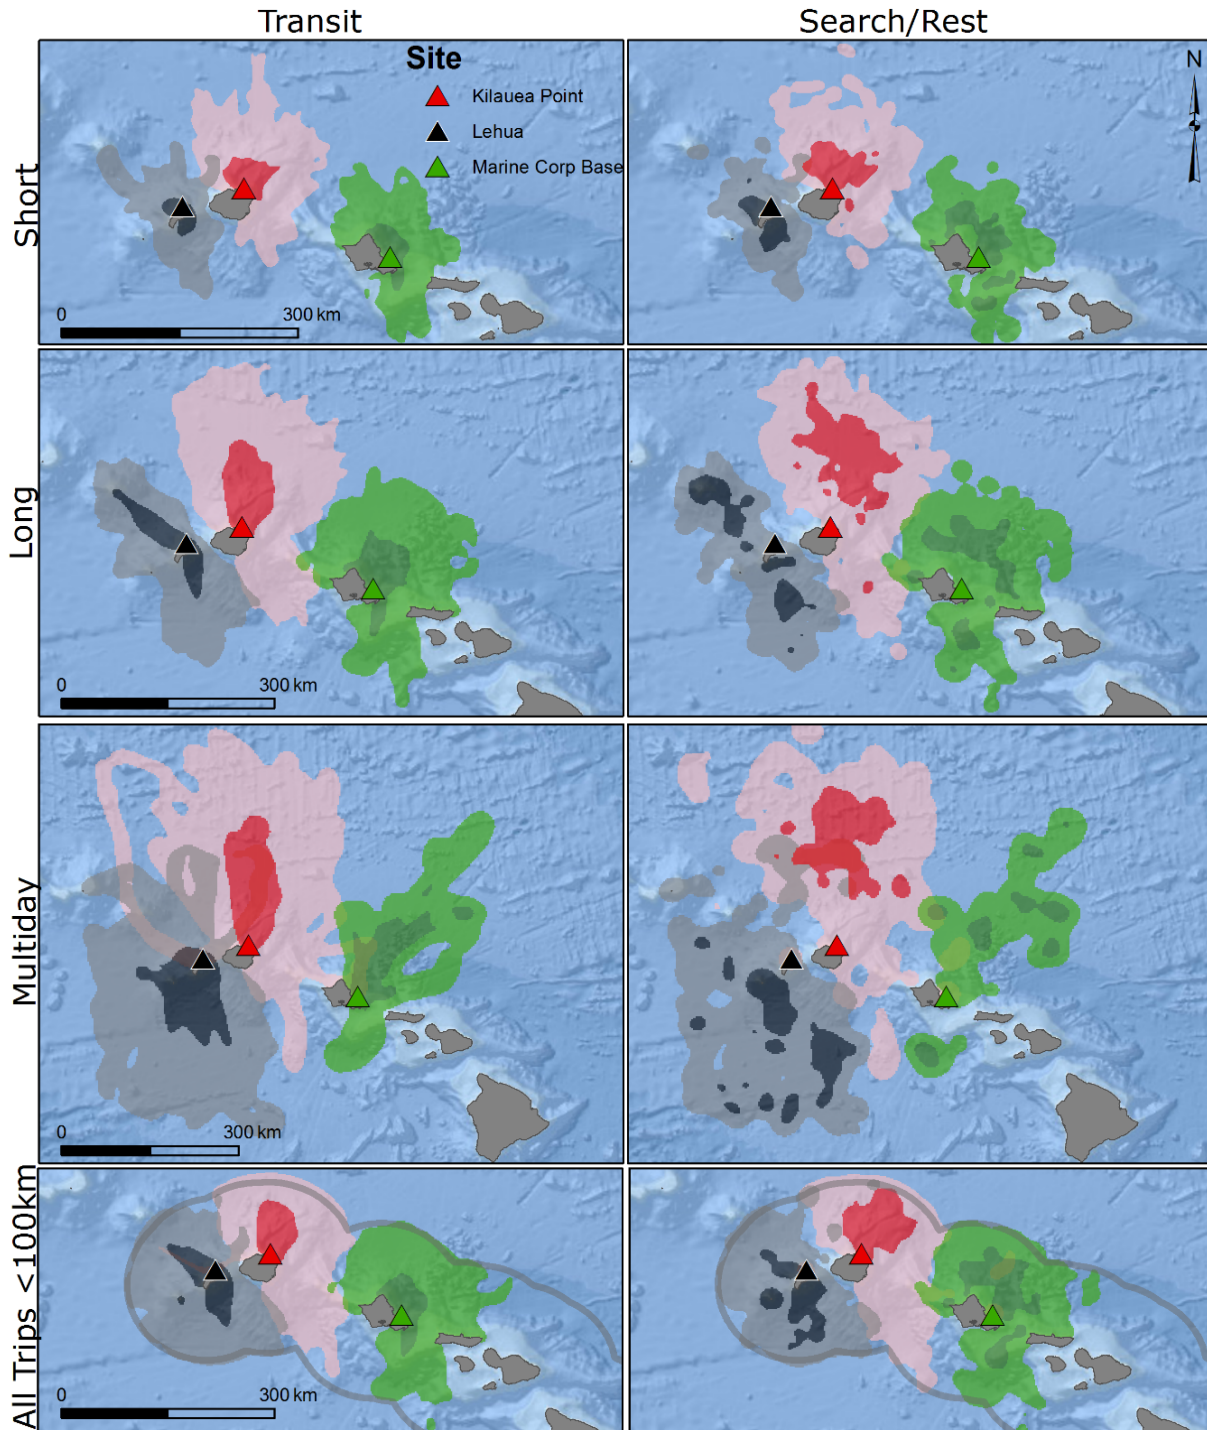 Transit
Search/Rest
Short
Site
Kilauea Point
Lehua
Marine Corp Base
N
0
300 km
Long
0
300 km
Multiday
0
300 km
All Trips <100km
0
300 km